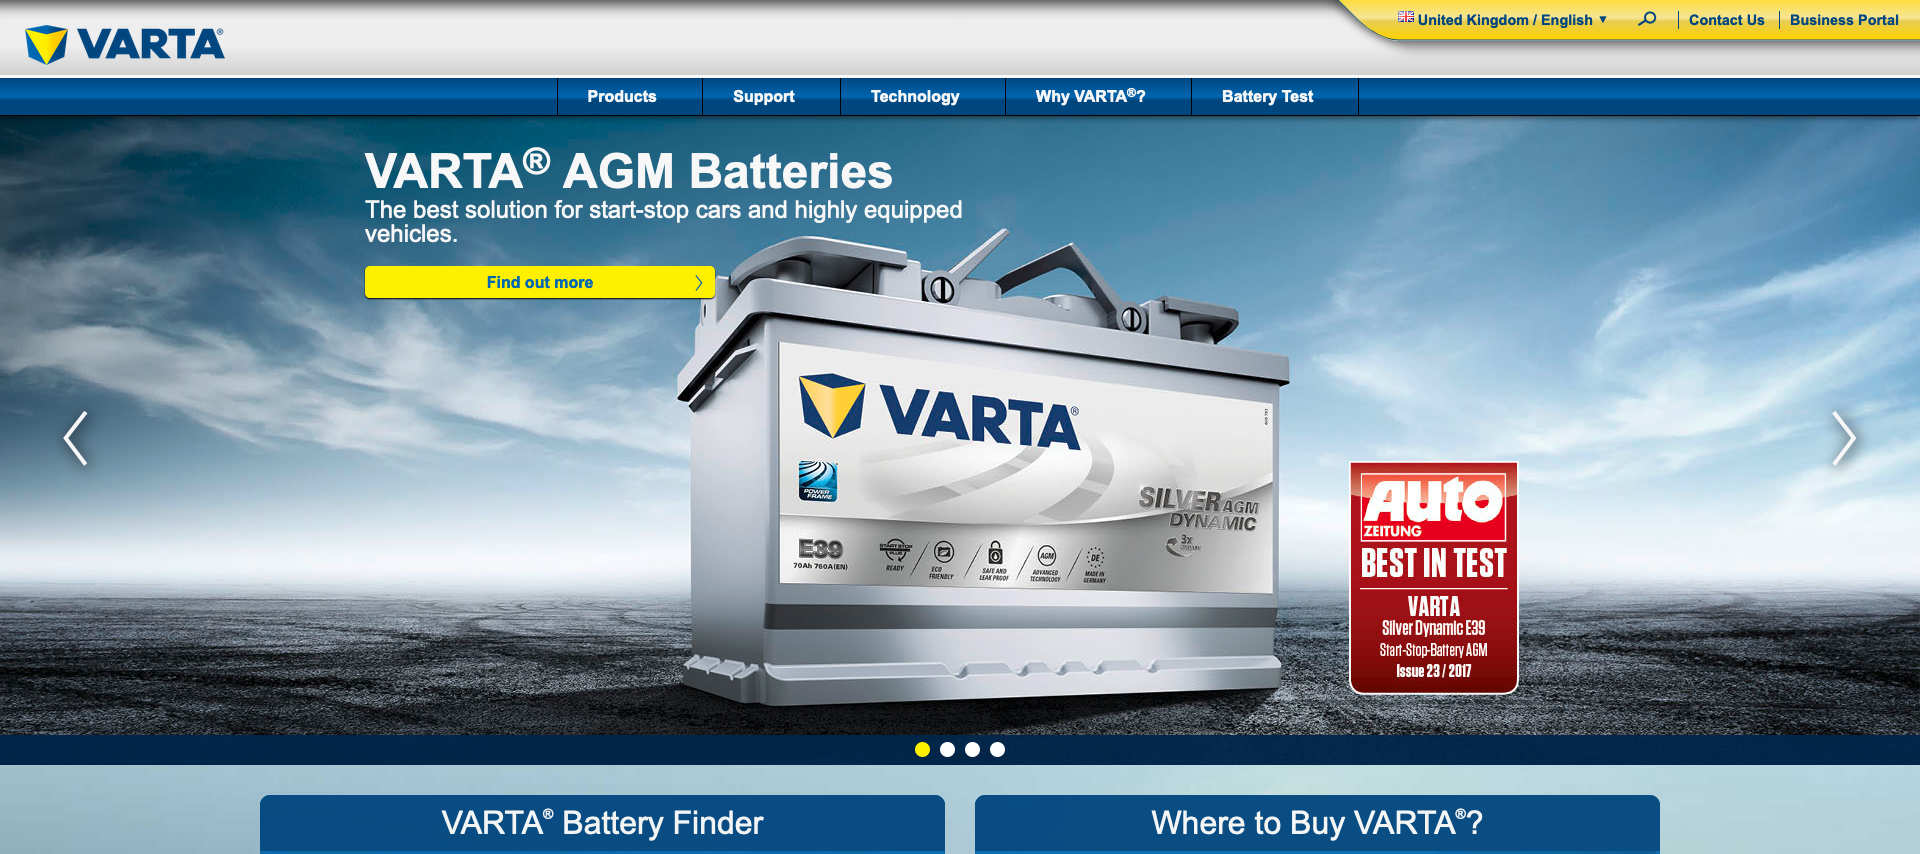 VARTA®
United Kingdom / English ▼
Contact Us
Business Portal
Products
Support
Technology
Why VARTA®?
Battery Test
VARTA® AGM Batteries
The best solution for start-stop cars and highly equipped
vehicles.
Find out more
VARTA®
POWER
FRAME
SILVER AGM
DYNAMIC
3x
E39
70Ah 760A(EN)
START STOP
PLUS
READY
ECO
FRIENDLY
SAFE AND
LEAK PROOF
AGM
ADVANCED
TECHNOLOGY
DE
MADE IN
GERMANY
Auto
ZEITUNG
BEST IN TEST
VARTA
Silver Dynamic E39
Start-Stop-Battery AGM
Issue 23 / 2017
VARTA® Battery Finder
Where to Buy VARTA®?